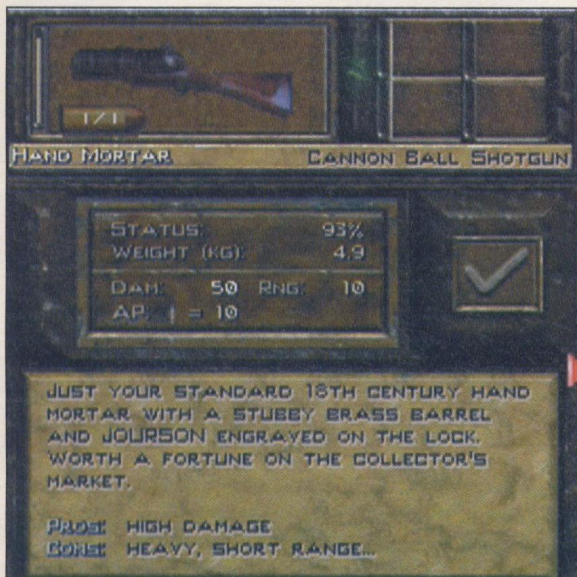 1/1
HAND MORTAR CANNON BALL SHOTGUN
STATUS: 93%
WEIGHT (KG): 4.9
DAM: 50 RNG: 10
AP: = 10
JUST YOUR STANDARD 18TH CENTURY HAND
MORTAR WITH A STUBBY BRASS BARREL
AND JOURSON ENGRAVED ON THE LOCK.
WORTH A FORTUNE ON THE COLLECTOR'S
MARKET.
PROS: HIGH DAMAGE
CONS: HEAVY, SHORT RANGE...